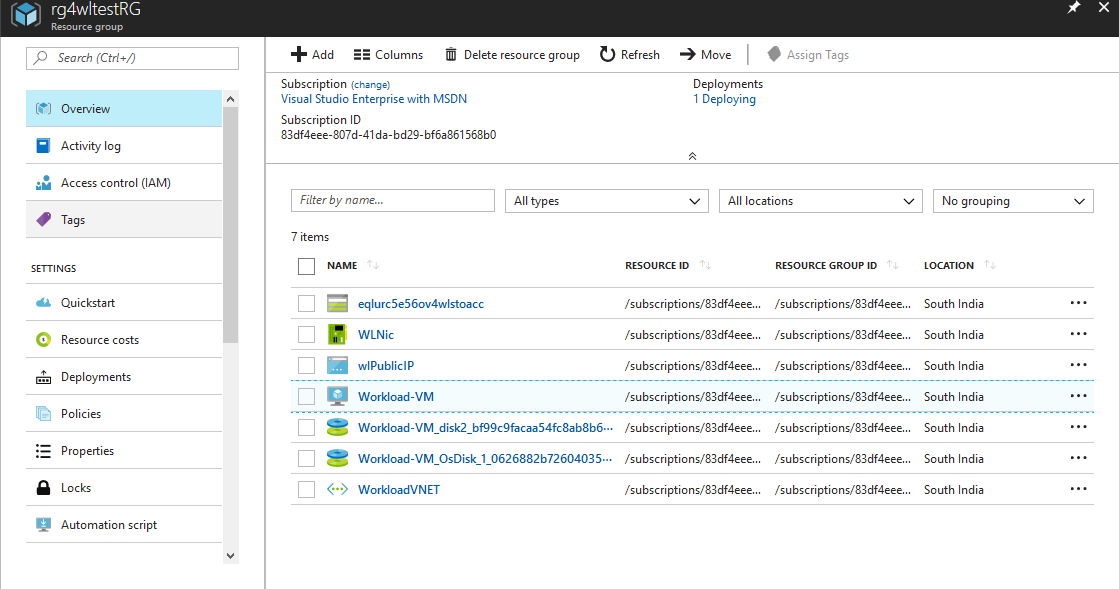 rg4wltestRG
Resource group
Search (Ctrl+/)
Overview
Activity log
Access control (IAM)
Tags
SETTINGS
Quickstart
Resource costs
Deployments
Policies
Properties
Locks
Automation script
Add Columns Delete resource group Refresh Move Assign Tags
Subscription (change)
Visual Studio Enterprise with MSDN
Deployments
1 Deploying
Subscription ID
83df4eee-807d-41da-bd29-bf6a861568b0
Filter by name... All types All locations No grouping
7 items
NAME RESOURCE ID RESOURCE GROUP ID LOCATION
eqlurc5e56ov4wlstoacc /subscriptions/83df4eee... /subscriptions/83df4eee... South India
WLNic /subscriptions/83df4eee... /subscriptions/83df4eee... South India
wlPublicIP /subscriptions/83df4eee... /subscriptions/83df4eee... South India
Workload-VM /subscriptions/83df4eee... /subscriptions/83df4eee... South India
Workload-VM_disk2_bf99c9facaa54fc8ab8b6... /subscriptions/83df4eee... /subscriptions/83df4eee... South India
Workload-VM_OsDisk_1_0626882b72604035... /subscriptions/83df4eee... /subscriptions/83df4eee... South India
WorkloadVNET /subscriptions/83df4eee... /subscriptions/83df4eee... South India